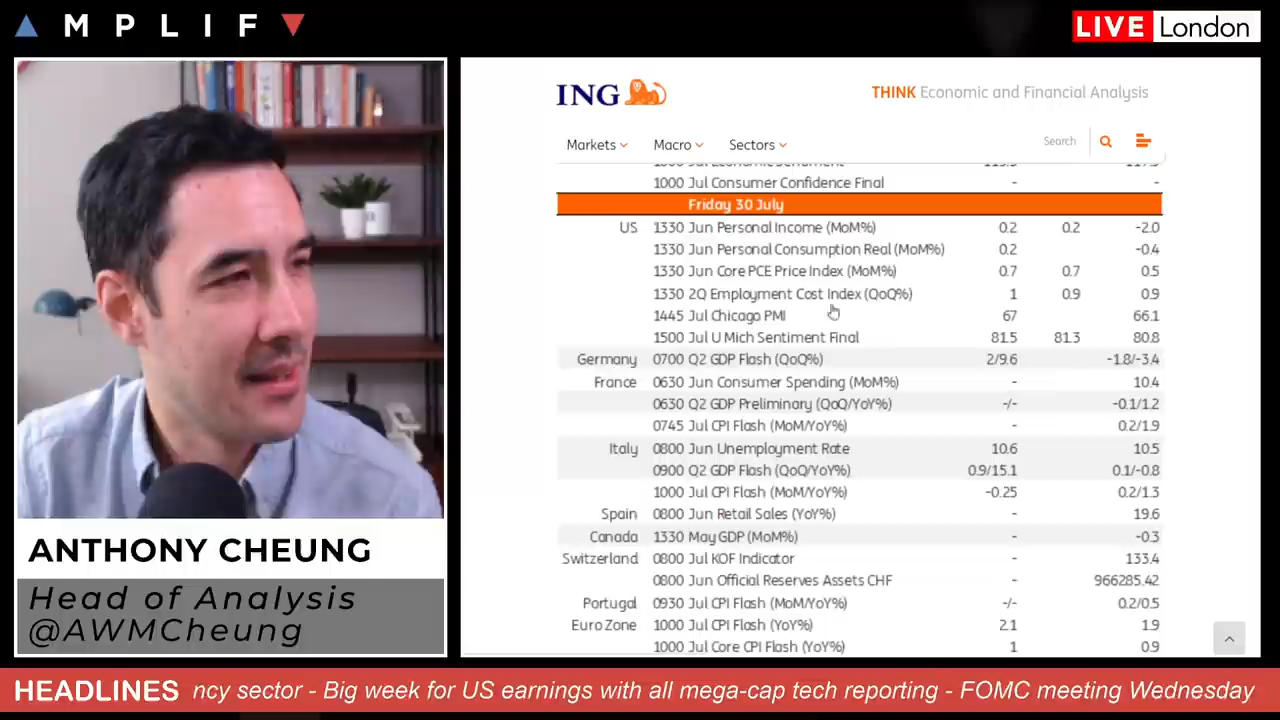 AMPLIFY
LIVE London
ING
THINK Economic and Financial Analysis
Markets Macro Sectors Search
1000 Jul Consumer Confidence Final - -
Friday 30 July
US 1330 Jun Personal Income (MoM%) 0.2 0.2 -2.0
1330 Jun Personal Consumption Real (MoM%) 0.2 -0.4
1330 Jun Core PCE Price Index (MoM%) 0.7 0.7 0.5
1330 2Q Employment Cost Index (QoQ%) 1 0.9 0.9
1445 Jul Chicago PMI 67 66.1
1500 Jul U Mich Sentiment Final 81.5 81.3 80.8
Germany 0700 Q2 GDP Flash (QoQ%) 2/9.6 -1.8/-3.4
France 0630 Jun Consumer Spending (MoM%) - 10.4
0630 Q2 GDP Preliminary (QoQ/YoY%) -/- -0.1/1.2
0745 Jul CPI Flash (MoM/YoY%) - 0.2/1.9
Italy 0800 Jun Unemployment Rate 10.6 10.5
0900 Q2 GDP Flash (QoQ/YoY%) 0.9/15.1 0.1/-0.8
1000 Jul CPI Flash (MoM/YoY%) -0.25 0.2/1.3
Spain 0800 Jun Retail Sales (YoY%) - 19.6
Canada 1330 May GDP (MoM%) - -0.3
Switzerland 0800 Jul KOF Indicator - 133.4
0800 Jun Official Reserves Assets CHF - 966285.42
Portugal 0930 Jul CPI Flash (MoM/YoY%) -/- 0.2/0.5
Euro Zone 1000 Jul CPI Flash (YoY%) 2.1 1.9
1000 Jul Core CPI Flash (YoY%) 1 0.9
ANTHONY CHEUNG
Head of Analysis
@AWMCheung
HEADLINES ncy sector - Big week for US earnings with all mega-cap tech reporting - FOMC meeting Wednesday